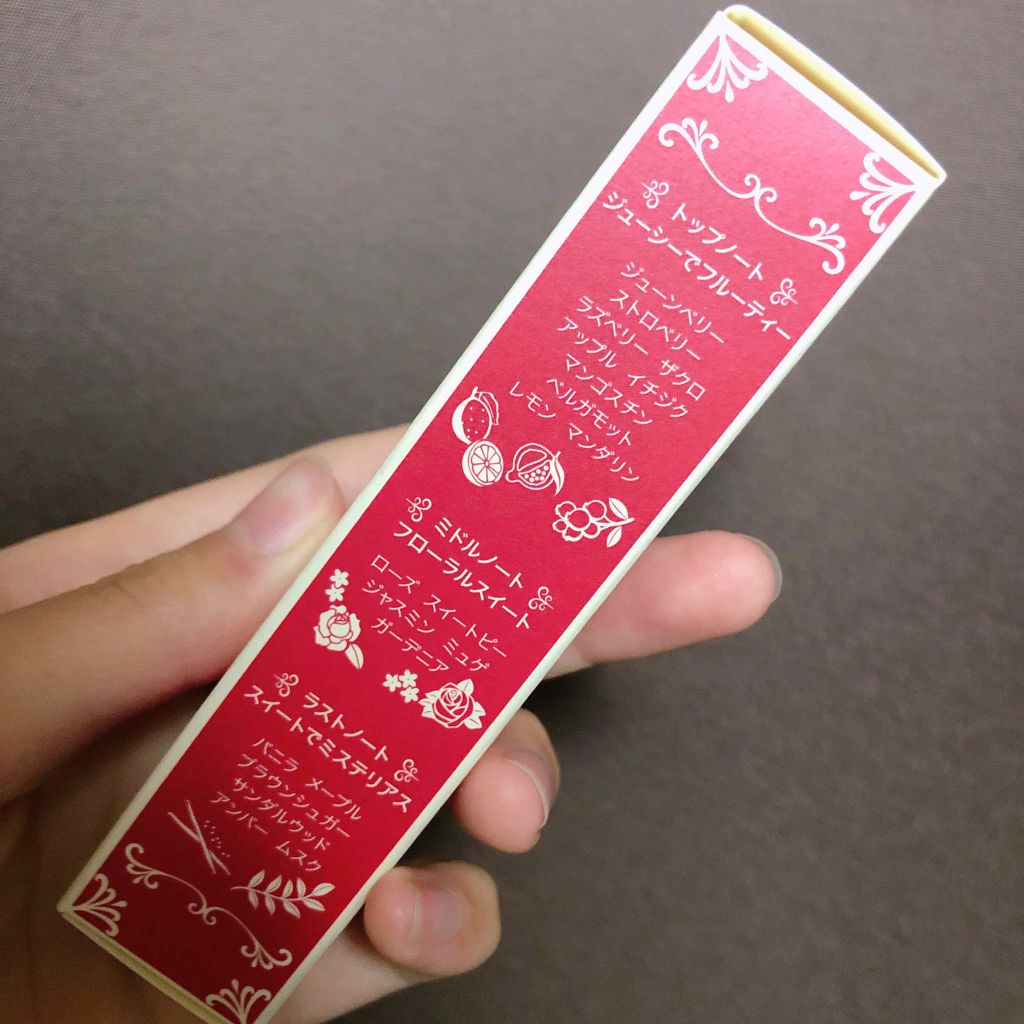 トップノート
ジューシーでフルーティー
ジューンベリー
ストロベリー
ラズベリー ザクロ
アップル イチジク
マンゴスチン
ベルガモット
レモン マンダリン
ミドルノート
フローラルスイート
ローズ スイートピー
ジャスミン ミュゲ
ガーデニア
ラストノート
スイートでミステリアス
バニラ メープル
ブラウンシュガー
サンダルウッド
アンバー ムスク